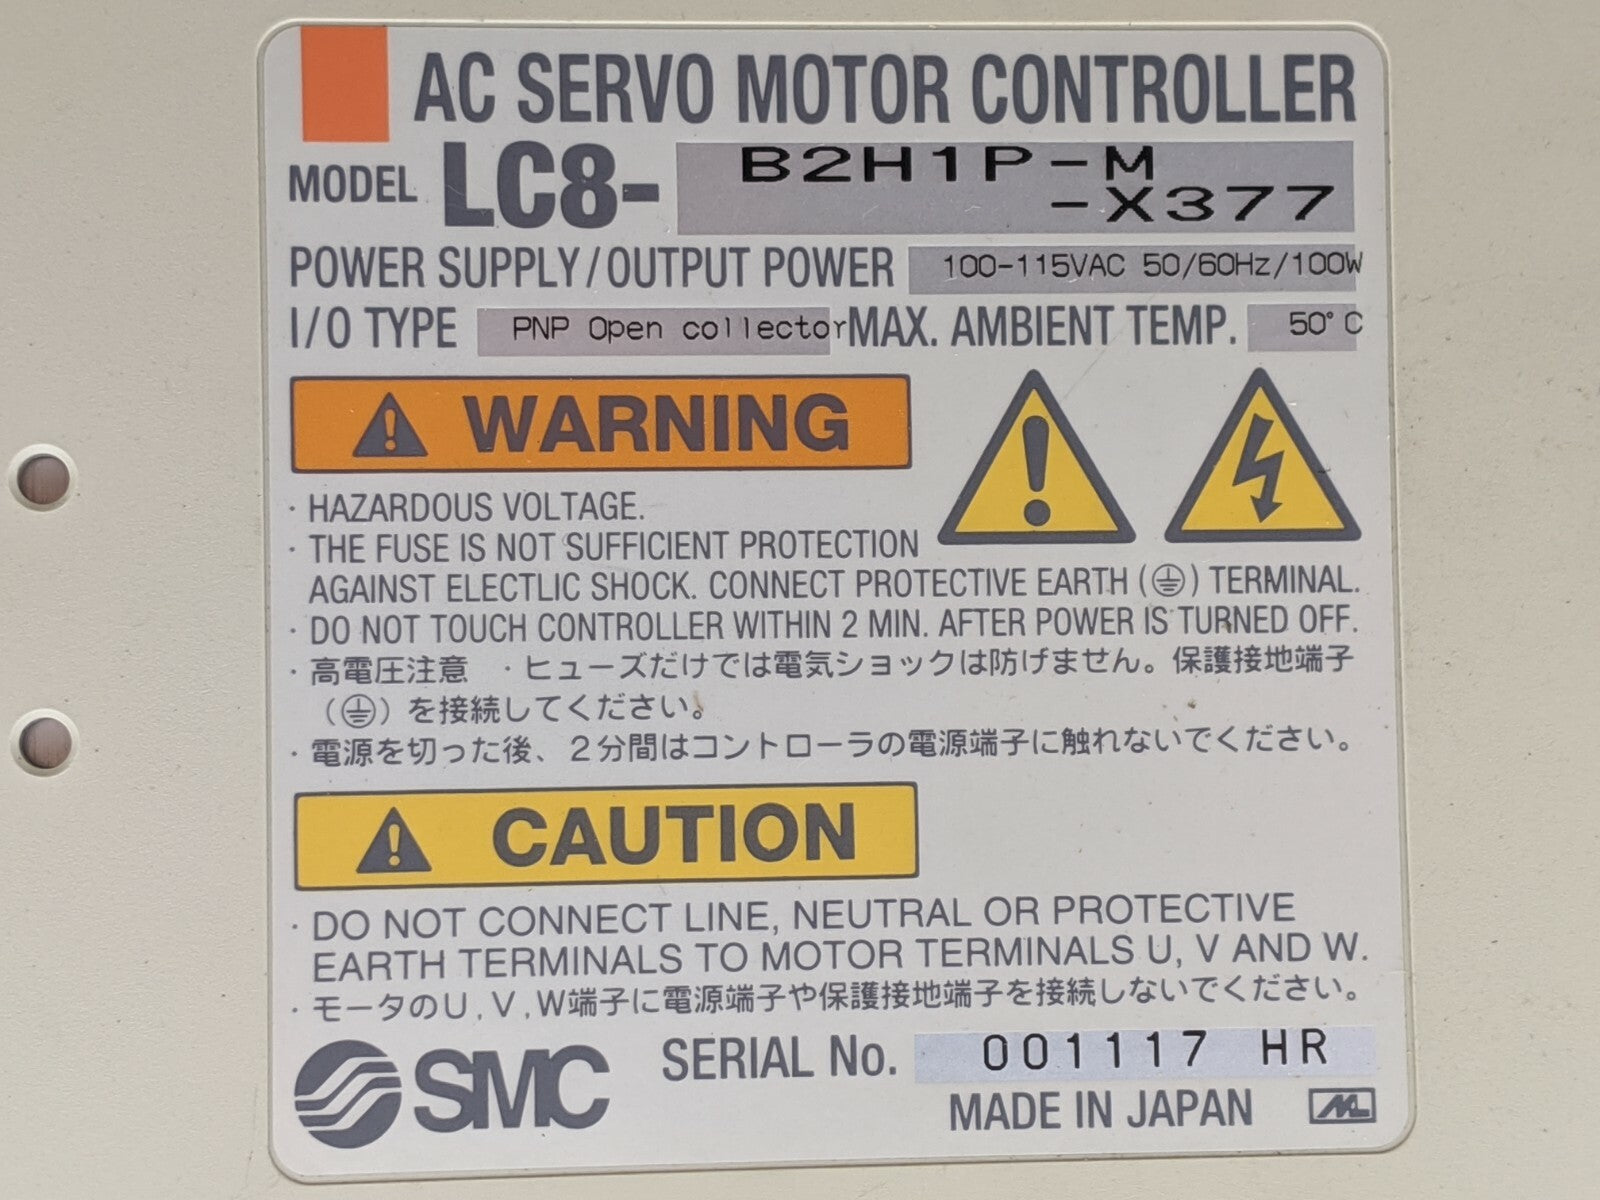 AC SERVO MOTOR CONTROLLER
MODEL LC8- B2H1P-M
-X377
POWER SUPPLY/OUTPUT POWER 100-115VAC 50/60Hz/100W
I/O TYPE PNP Open collector MAX. AMBIENT TEMP. 50°C
WARNING
・HAZARDOUS VOLTAGE.
・THE FUSE IS NOT SUFFICIENT PROTECTION
AGAINST ELECTLIC SHOCK. CONNECT PROTECTIVE EARTH (⏚) TERMINAL.
・DO NOT TOUCH CONTROLLER WITHIN 2 MIN. AFTER POWER IS TURNED OFF.
・高電圧注意 ・ヒューズだけでは電気ショックは防げません。保護接地端子
(⏚)を接続してください。
・電源を切った後、2分間はコントローラの電源端子に触れないでください。
CAUTION
・DO NOT CONNECT LINE, NEUTRAL OR PROTECTIVE
EARTH TERMINALS TO MOTOR TERMINALS U, V AND W.
・モータのU,V,W端子に電源端子や保護接地端子を接続しないでください。
SMC SERIAL No. 001117 HR
MADE IN JAPAN ML